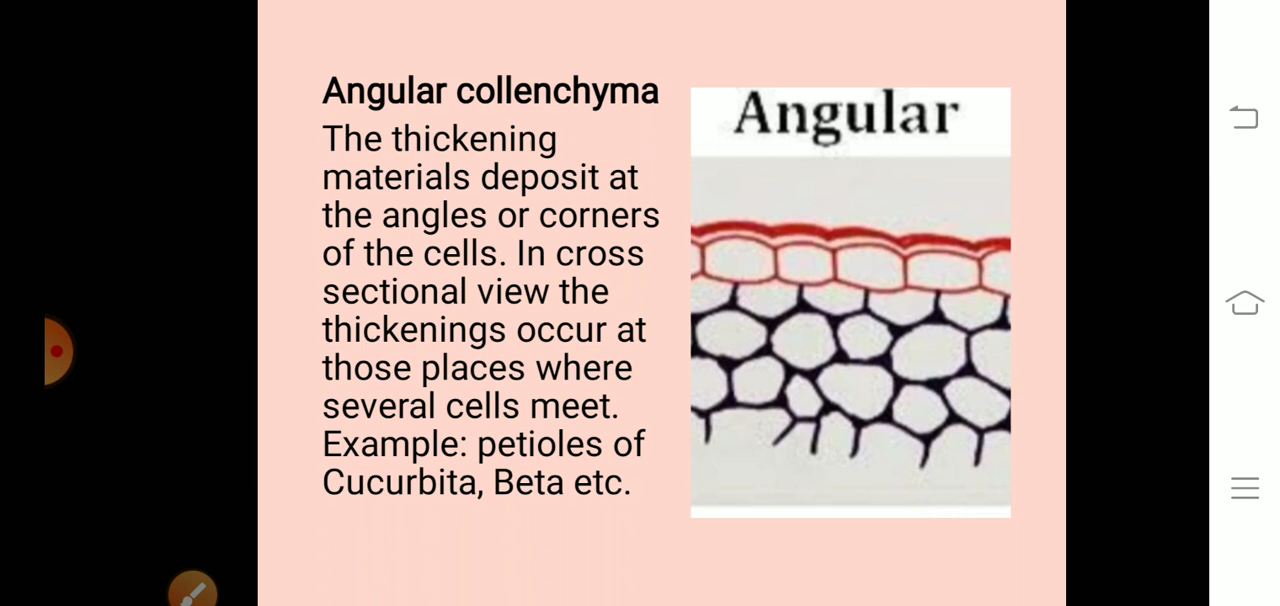 Angular collenchyma
The thickening
materials deposit at
the angles or corners
of the cells. In cross
sectional view the
thickenings occur at
those places where
several cells meet.
Example: petioles of
Cucurbita, Beta etc.
Angular